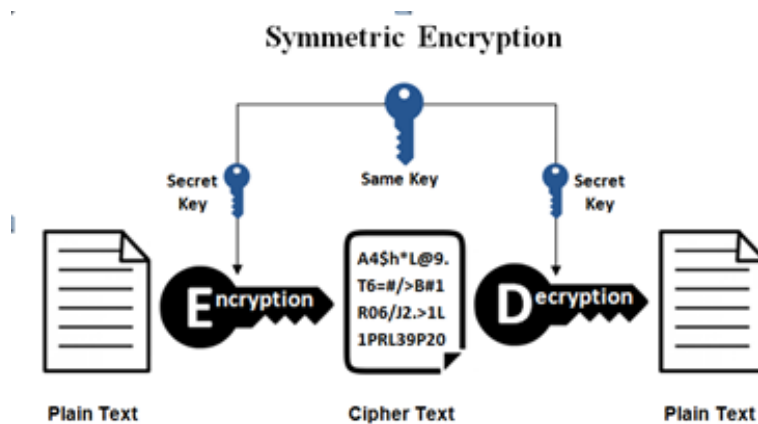 Symmetric Encryption
Secret
Key
Same Key
Secret
Key
Encryption
A4$h*L@9.
T6=#/>B#1
R06/J2.>1L
1PRL39P20
Decryption
Plain Text
Cipher Text
Plain Text